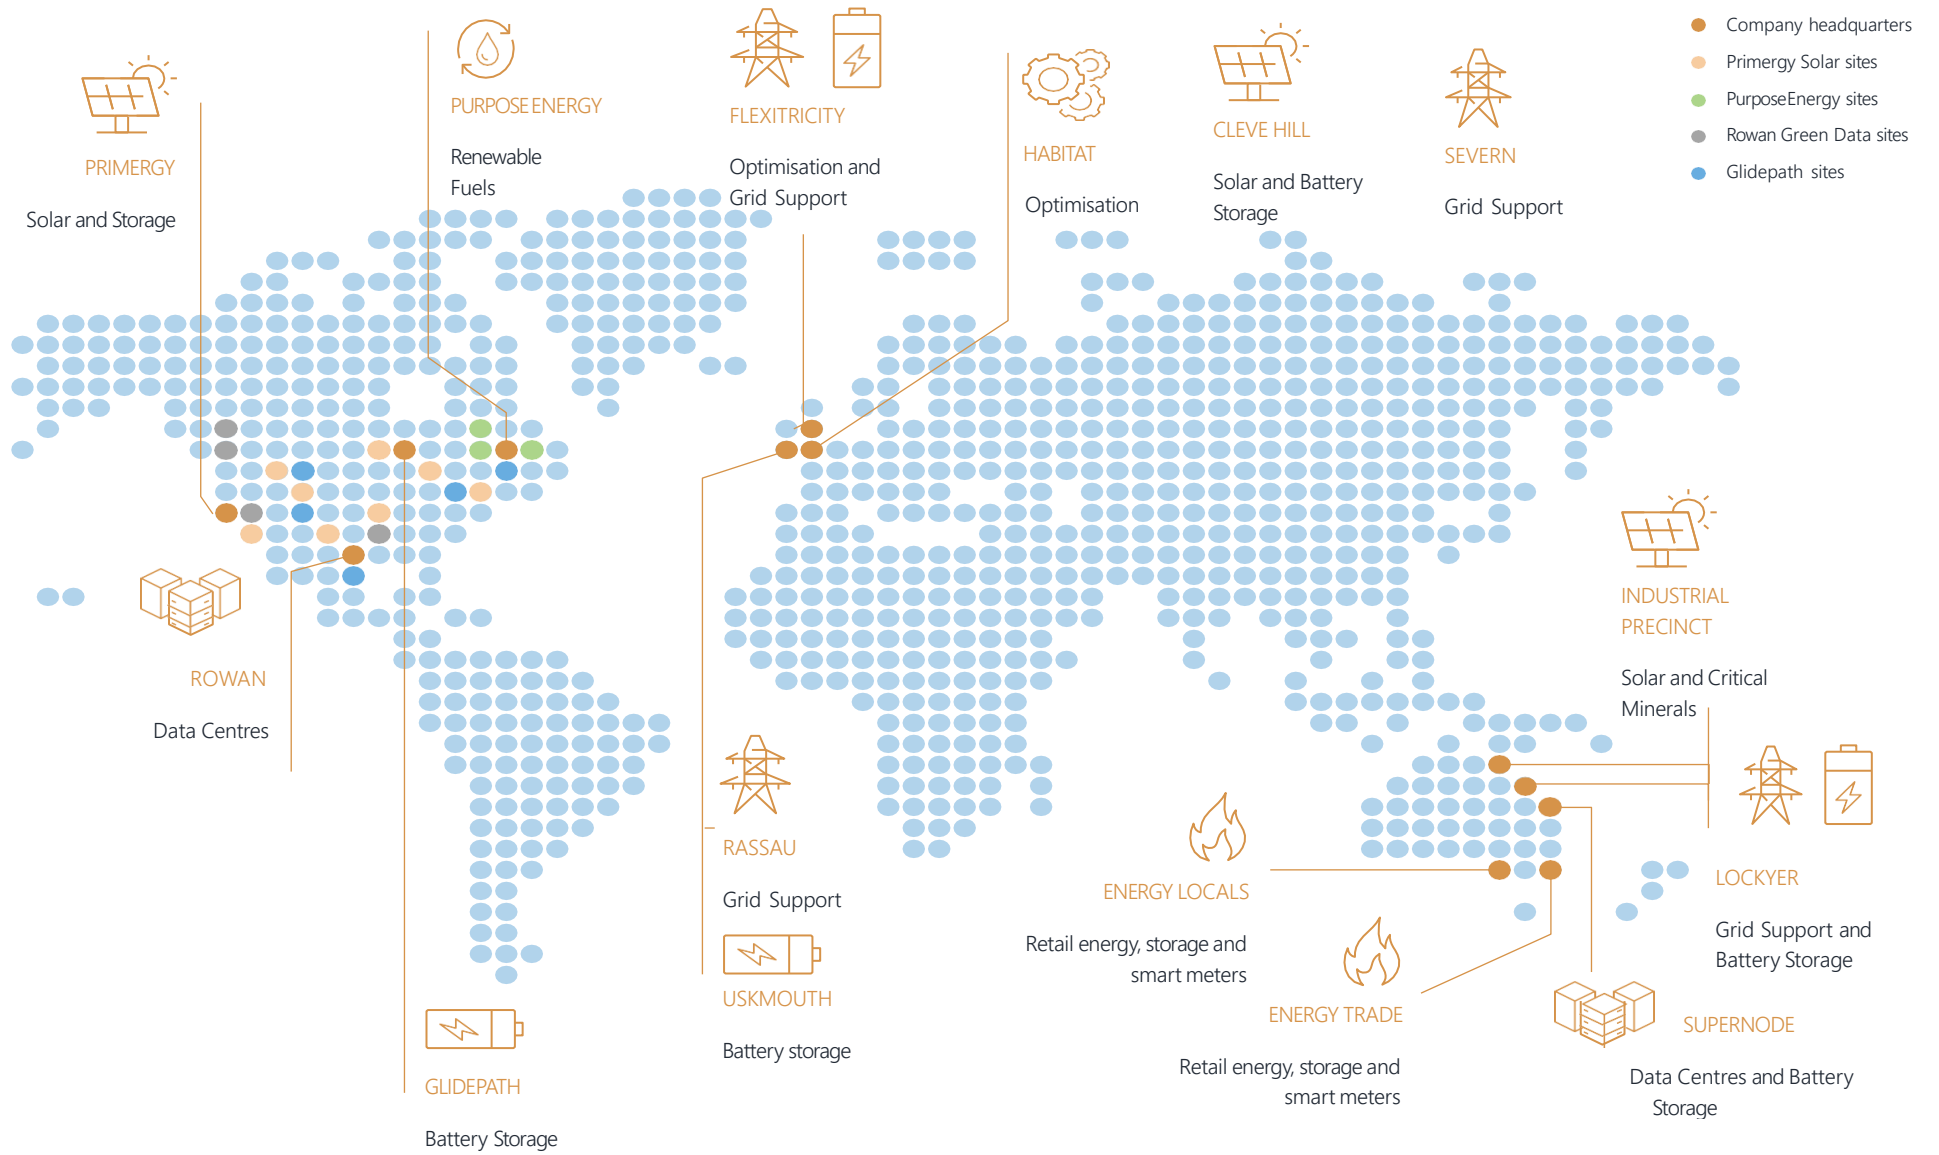 Company headquarters
Primergy Solar sites
PurposeEnergy sites
Rowan Green Data sites
Glidepath sites
PRIMERGY
Solar and Storage
PURPOSEENERGY
Renewable
Fuels
FLEXITRICITY
Optimisation and
Grid Support
HABITAT
Optimisation
CLEVE HILL
Solar and Battery
Storage
SEVERN
Grid Support
ROWAN
Data Centres
GLIDEPATH
Battery Storage
RASSAU
Grid Support
USKMOUTH
Battery storage
ENERGY LOCALS
Retail energy, storage and
smart meters
ENERGY TRADE
Retail energy, storage and
smart meters
INDUSTRIAL
PRECINCT
Solar and Critical
Minerals
LOCKYER
Grid Support and
Battery Storage
SUPERNODE
Data Centres and Battery
Storage